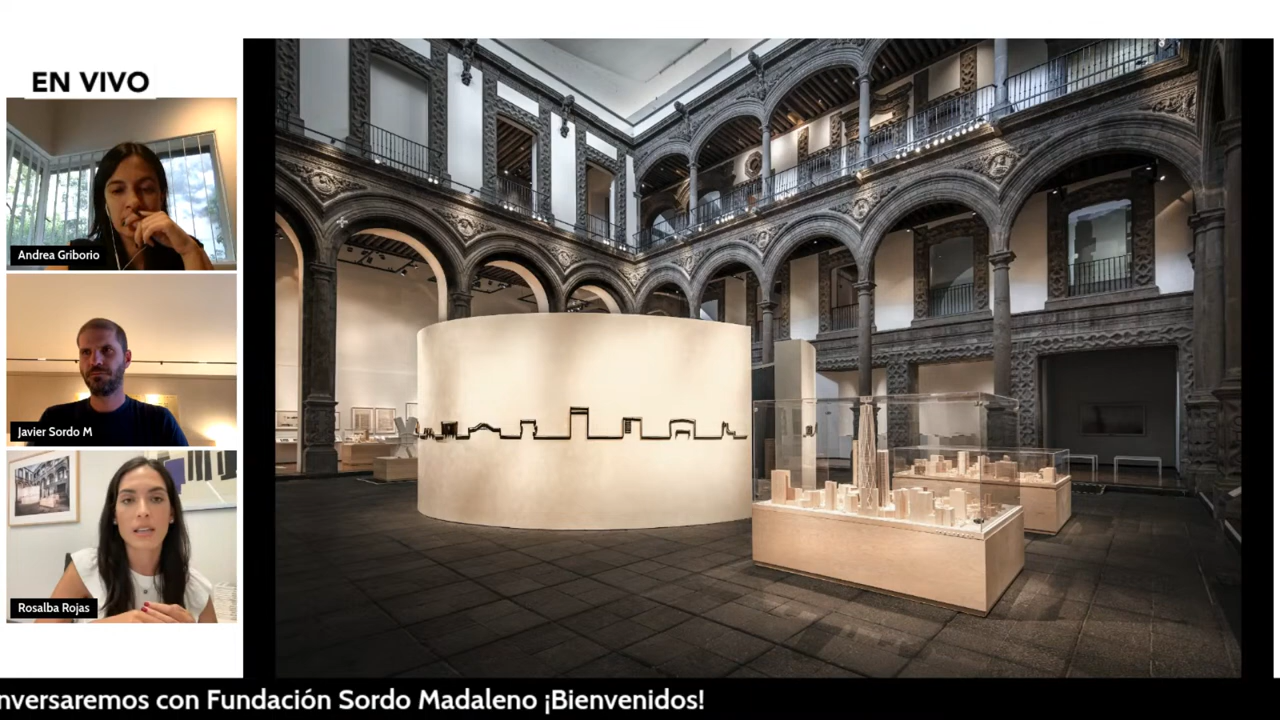 EN VIVO
Andrea Griborio
Javier Sordo M
Rosalba Rojas
nversaremos con Fundación Sordo Madaleno ¡Bienvenidos!